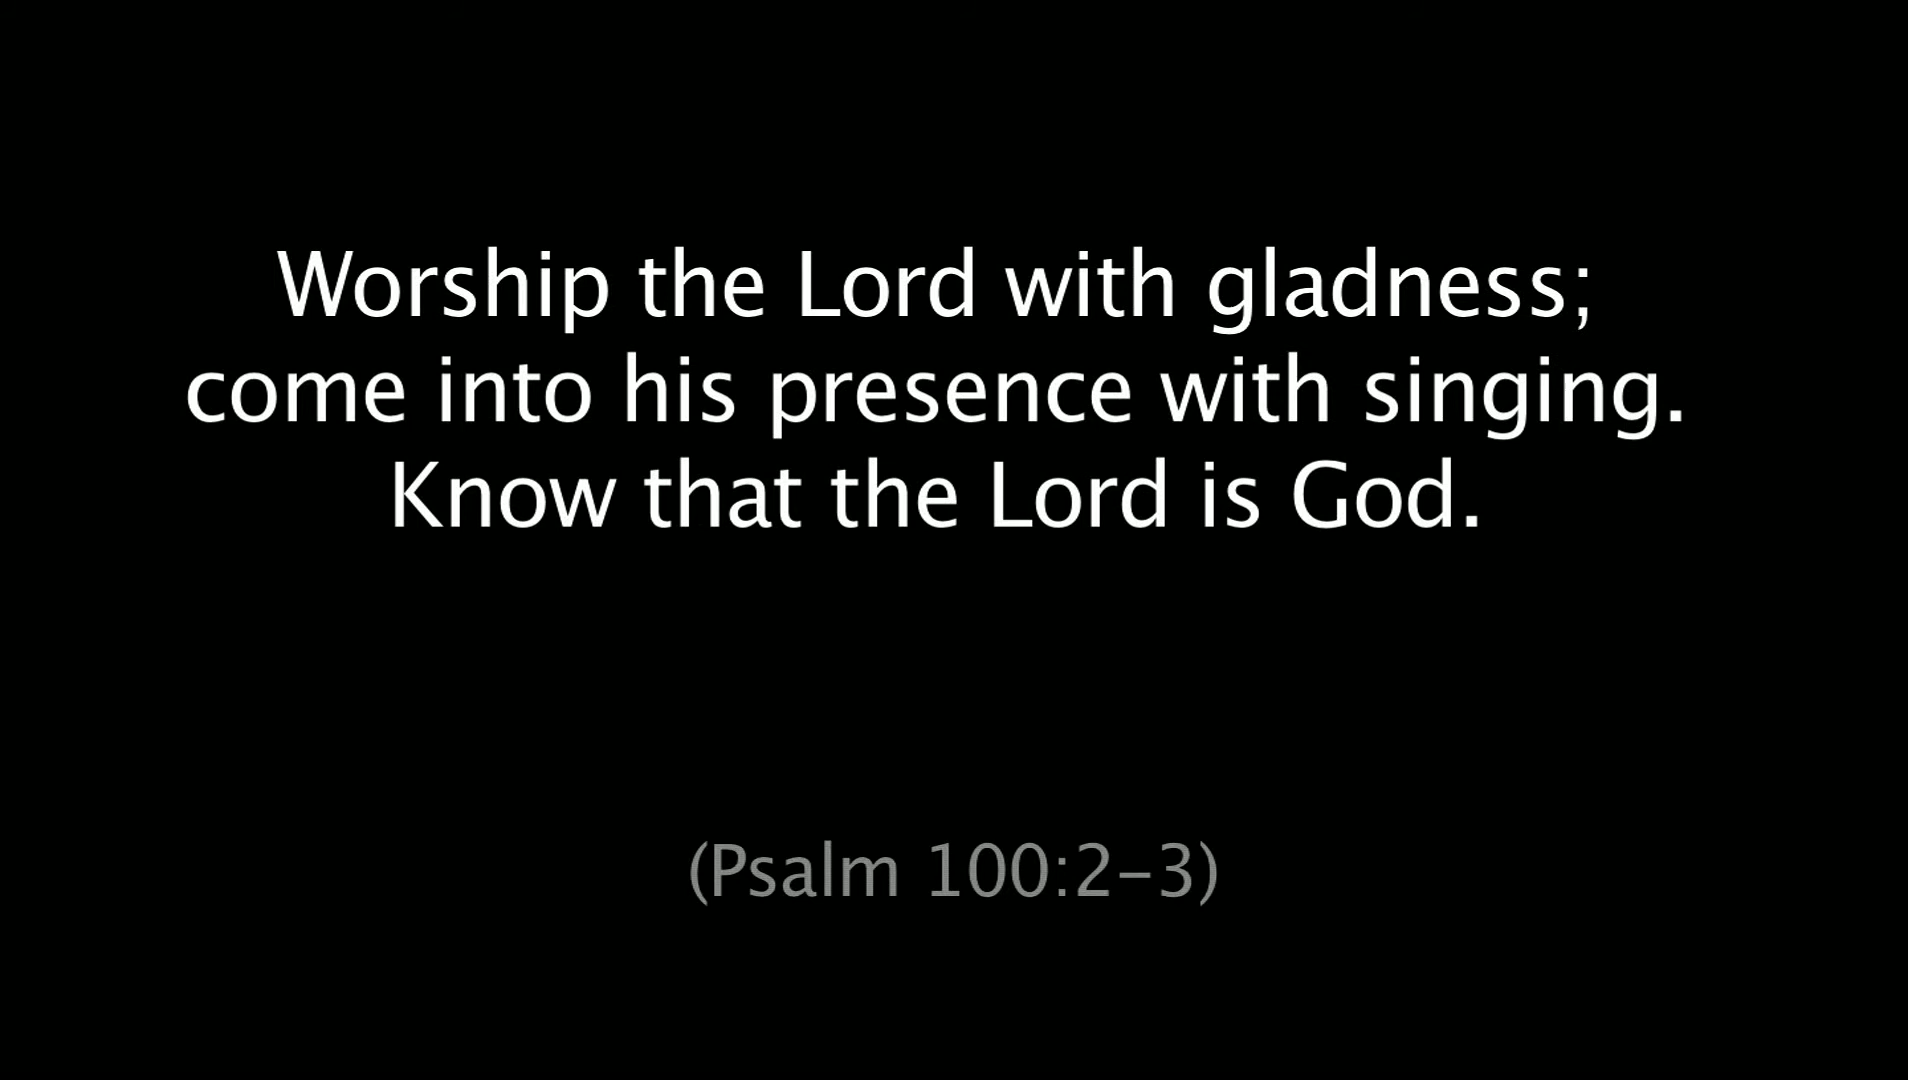 Worship the Lord with gladness;
come into his presence with singing.
Know that the Lord is God.
(Psalm 100:2–3)